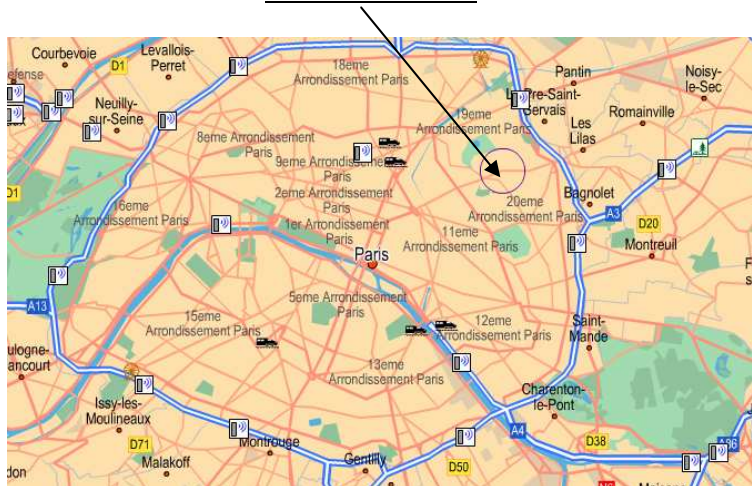 Courbevoie
Levallois-
Perret
D1
18eme
Arrondissement Paris
Pantin
Noisy-
le-Sec
Neuilly-
sur-Seine
19eme
Arrondissement Paris
Pre-Saint-
Gervais
Romainville
Les
Lilas
8eme Arrondissement
Paris
9eme Arrondissement
Paris
2eme Arrondissement
Paris
1er Arrondissement
Paris
20eme
Arrondissement Paris
Bagnolet
A3
D20
Montreuil
D1
16eme
Arrondissement Paris
11eme
Arrondissement Paris
Paris
A13
5eme Arrondissement
Paris
15eme
Arrondissement Paris
12eme
Arrondissement Paris
Saint-
Mande
13eme
Arrondissement Paris
Charenton-
le-Pont
Issy-les-
Moulineaux
D71
Montrouge
Malakoff
Gentilly
D50
A4
D38
A86